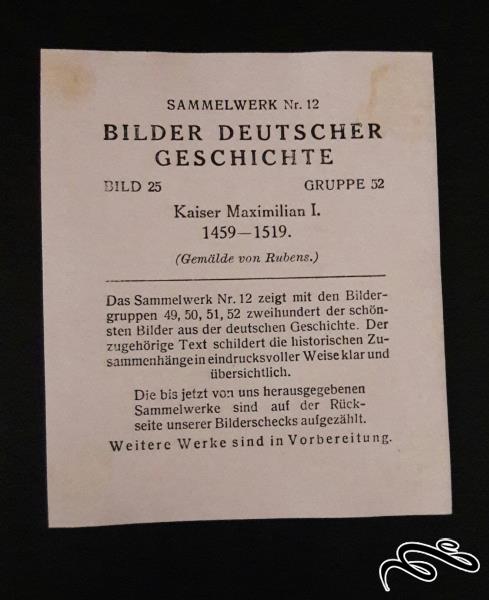 SAMMELWERK Nr. 12
BILDER DEUTSCHER
GESCHICHTE
BILD 25 GRUPPE 52
Kaiser Maximilian I.
1459—1519.
(Gemälde von Rubens.)
Das Sammelwerk Nr. 12 zeigt mit den Bilder-
gruppen 49, 50, 51, 52 zweihundert der schön-
sten Bilder aus der deutschen Geschichte. Der
zugehörige Text schildert die historischen Zu-
sammenhänge in eindrucksvoller Weise klar und
übersichtlich.
Die bis jetzt von uns herausgegebenen
Sammelwerke sind auf der Rück-
seite unserer Bilderschecks aufgezählt.
Weitere Werke sind in Vorbereitung.